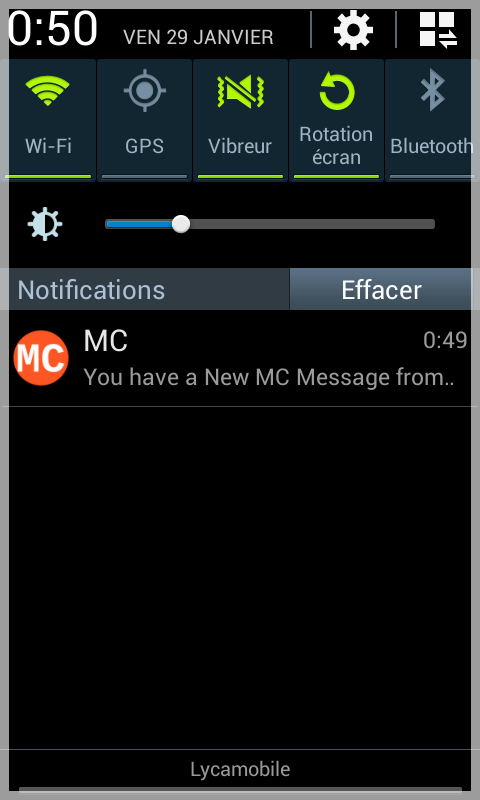 0:50 VEN 29 JANVIER
Wi-Fi GPS Vibreur Rotation écran Bluetooth
Notifications Effacer
MC MC 0:49
You have a New MC Message from..
Lycamobile